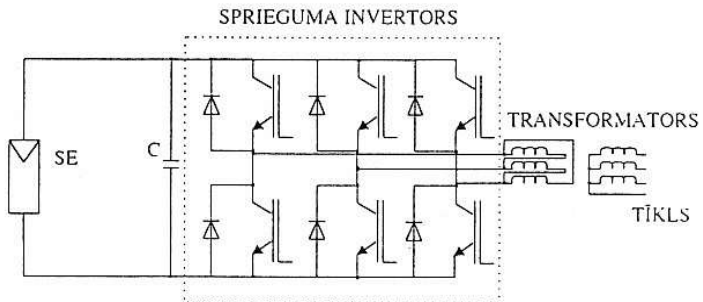 SPRIEGUMA INVERTORS
TRANSFORMATORS
SE
C
TĪKLS